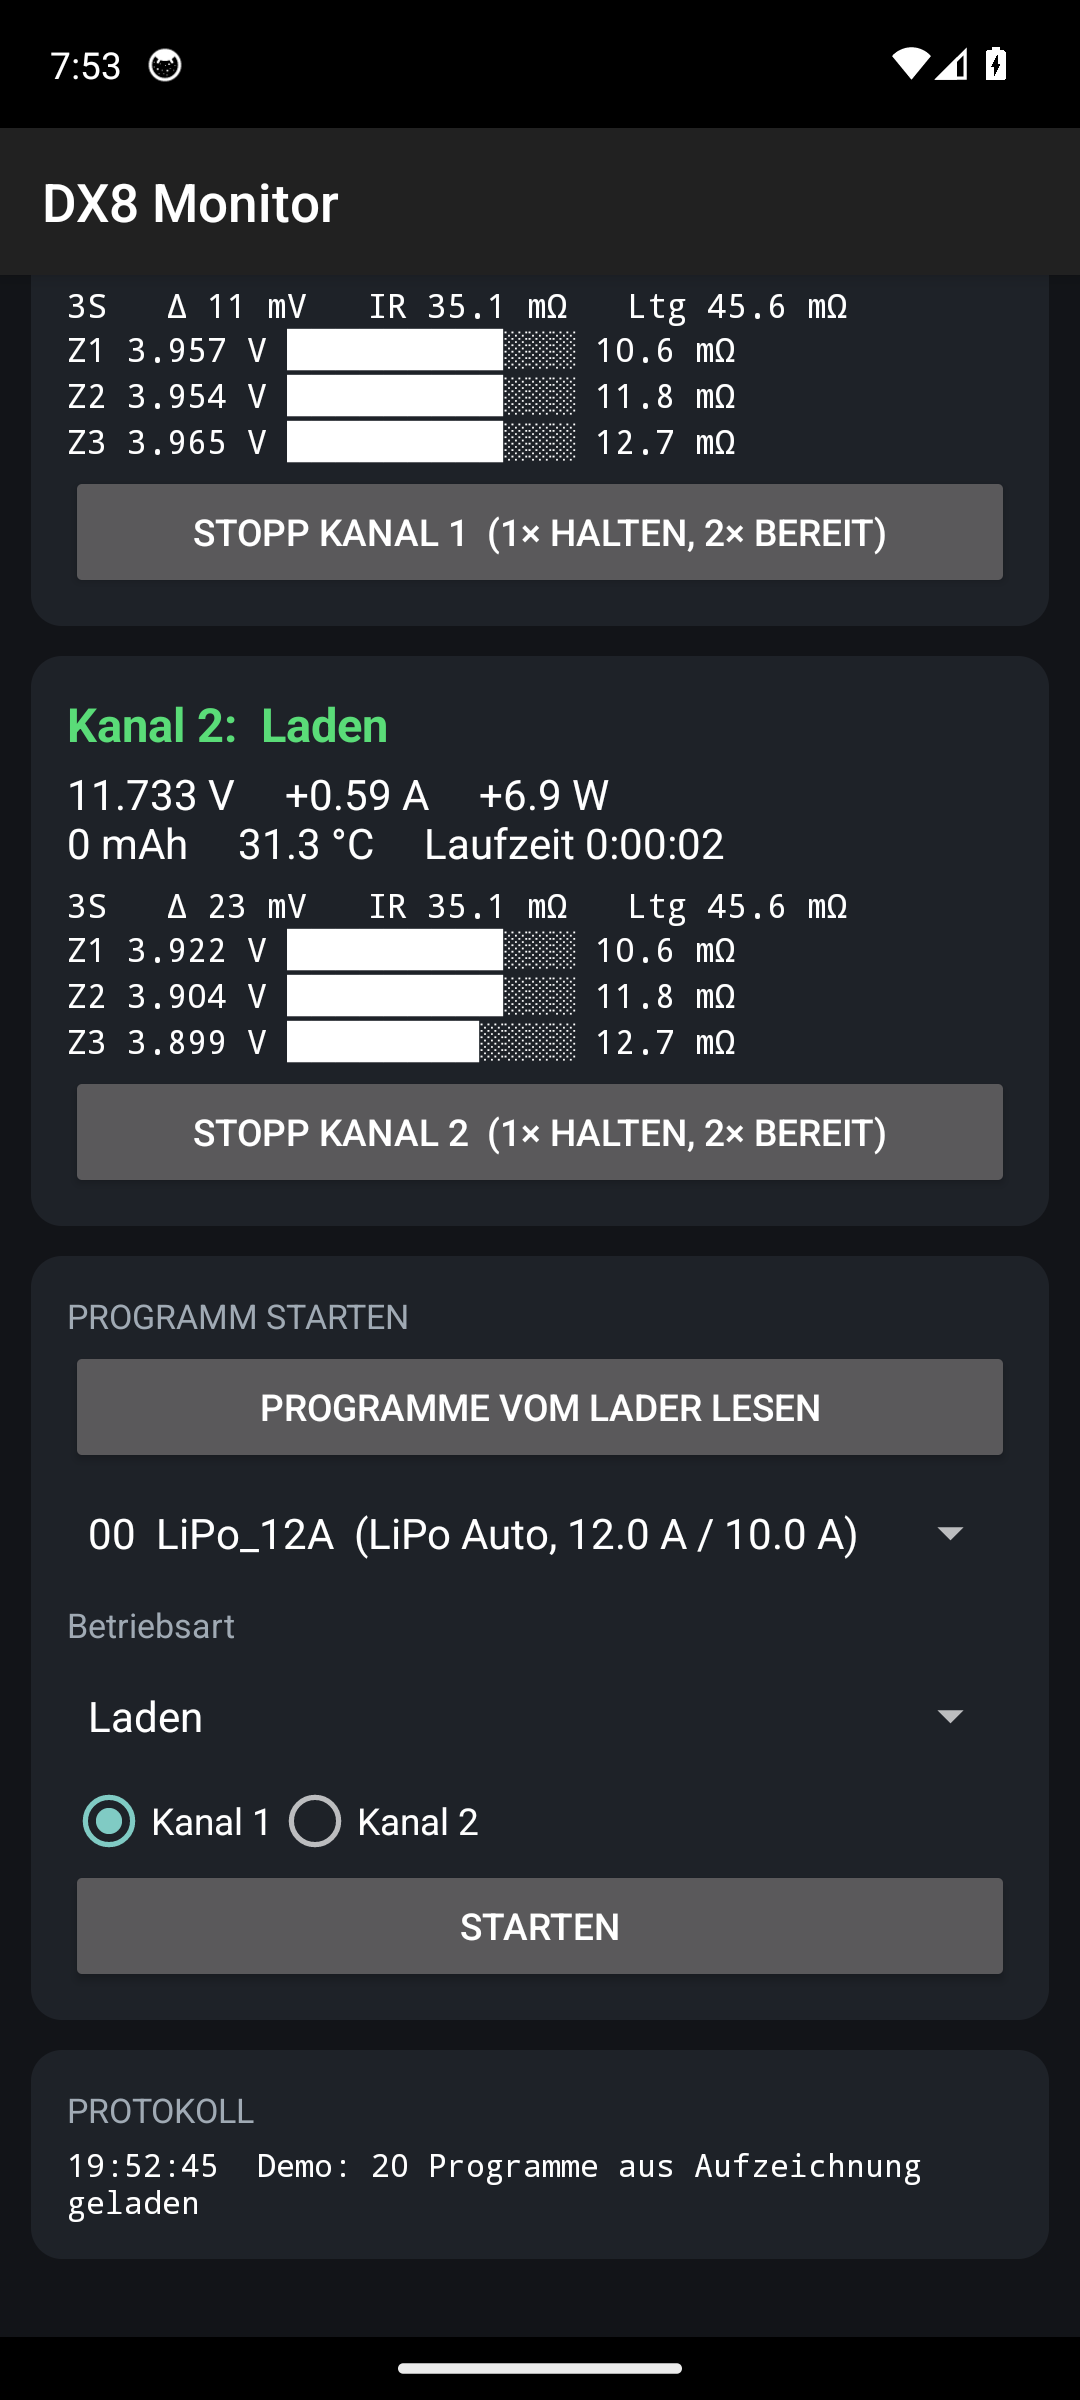 7:53
DX8 Monitor
3S Δ 11 mV IR 35.1 mΩ Ltg 45.6 mΩ
Z1 3.957 V 10.6 mΩ
Z2 3.954 V 11.8 mΩ
Z3 3.965 V 12.7 mΩ
STOPP KANAL 1 (1× HALTEN, 2× BEREIT)
Kanal 2: Laden
11.733 V +0.59 A +6.9 W
0 mAh 31.3 °C Laufzeit 0:00:02
3S Δ 23 mV IR 35.1 mΩ Ltg 45.6 mΩ
Z1 3.922 V 10.6 mΩ
Z2 3.904 V 11.8 mΩ
Z3 3.899 V 12.7 mΩ
STOPP KANAL 2 (1× HALTEN, 2× BEREIT)
PROGRAMM STARTEN
PROGRAMME VOM LADER LESEN
00 LiPo_12A (LiPo Auto, 12.0 A / 10.0 A)
Betriebsart
Laden
Kanal 1 Kanal 2
STARTEN
PROTOKOLL
19:52:45 Demo: 20 Programme aus Aufzeichnung
geladen